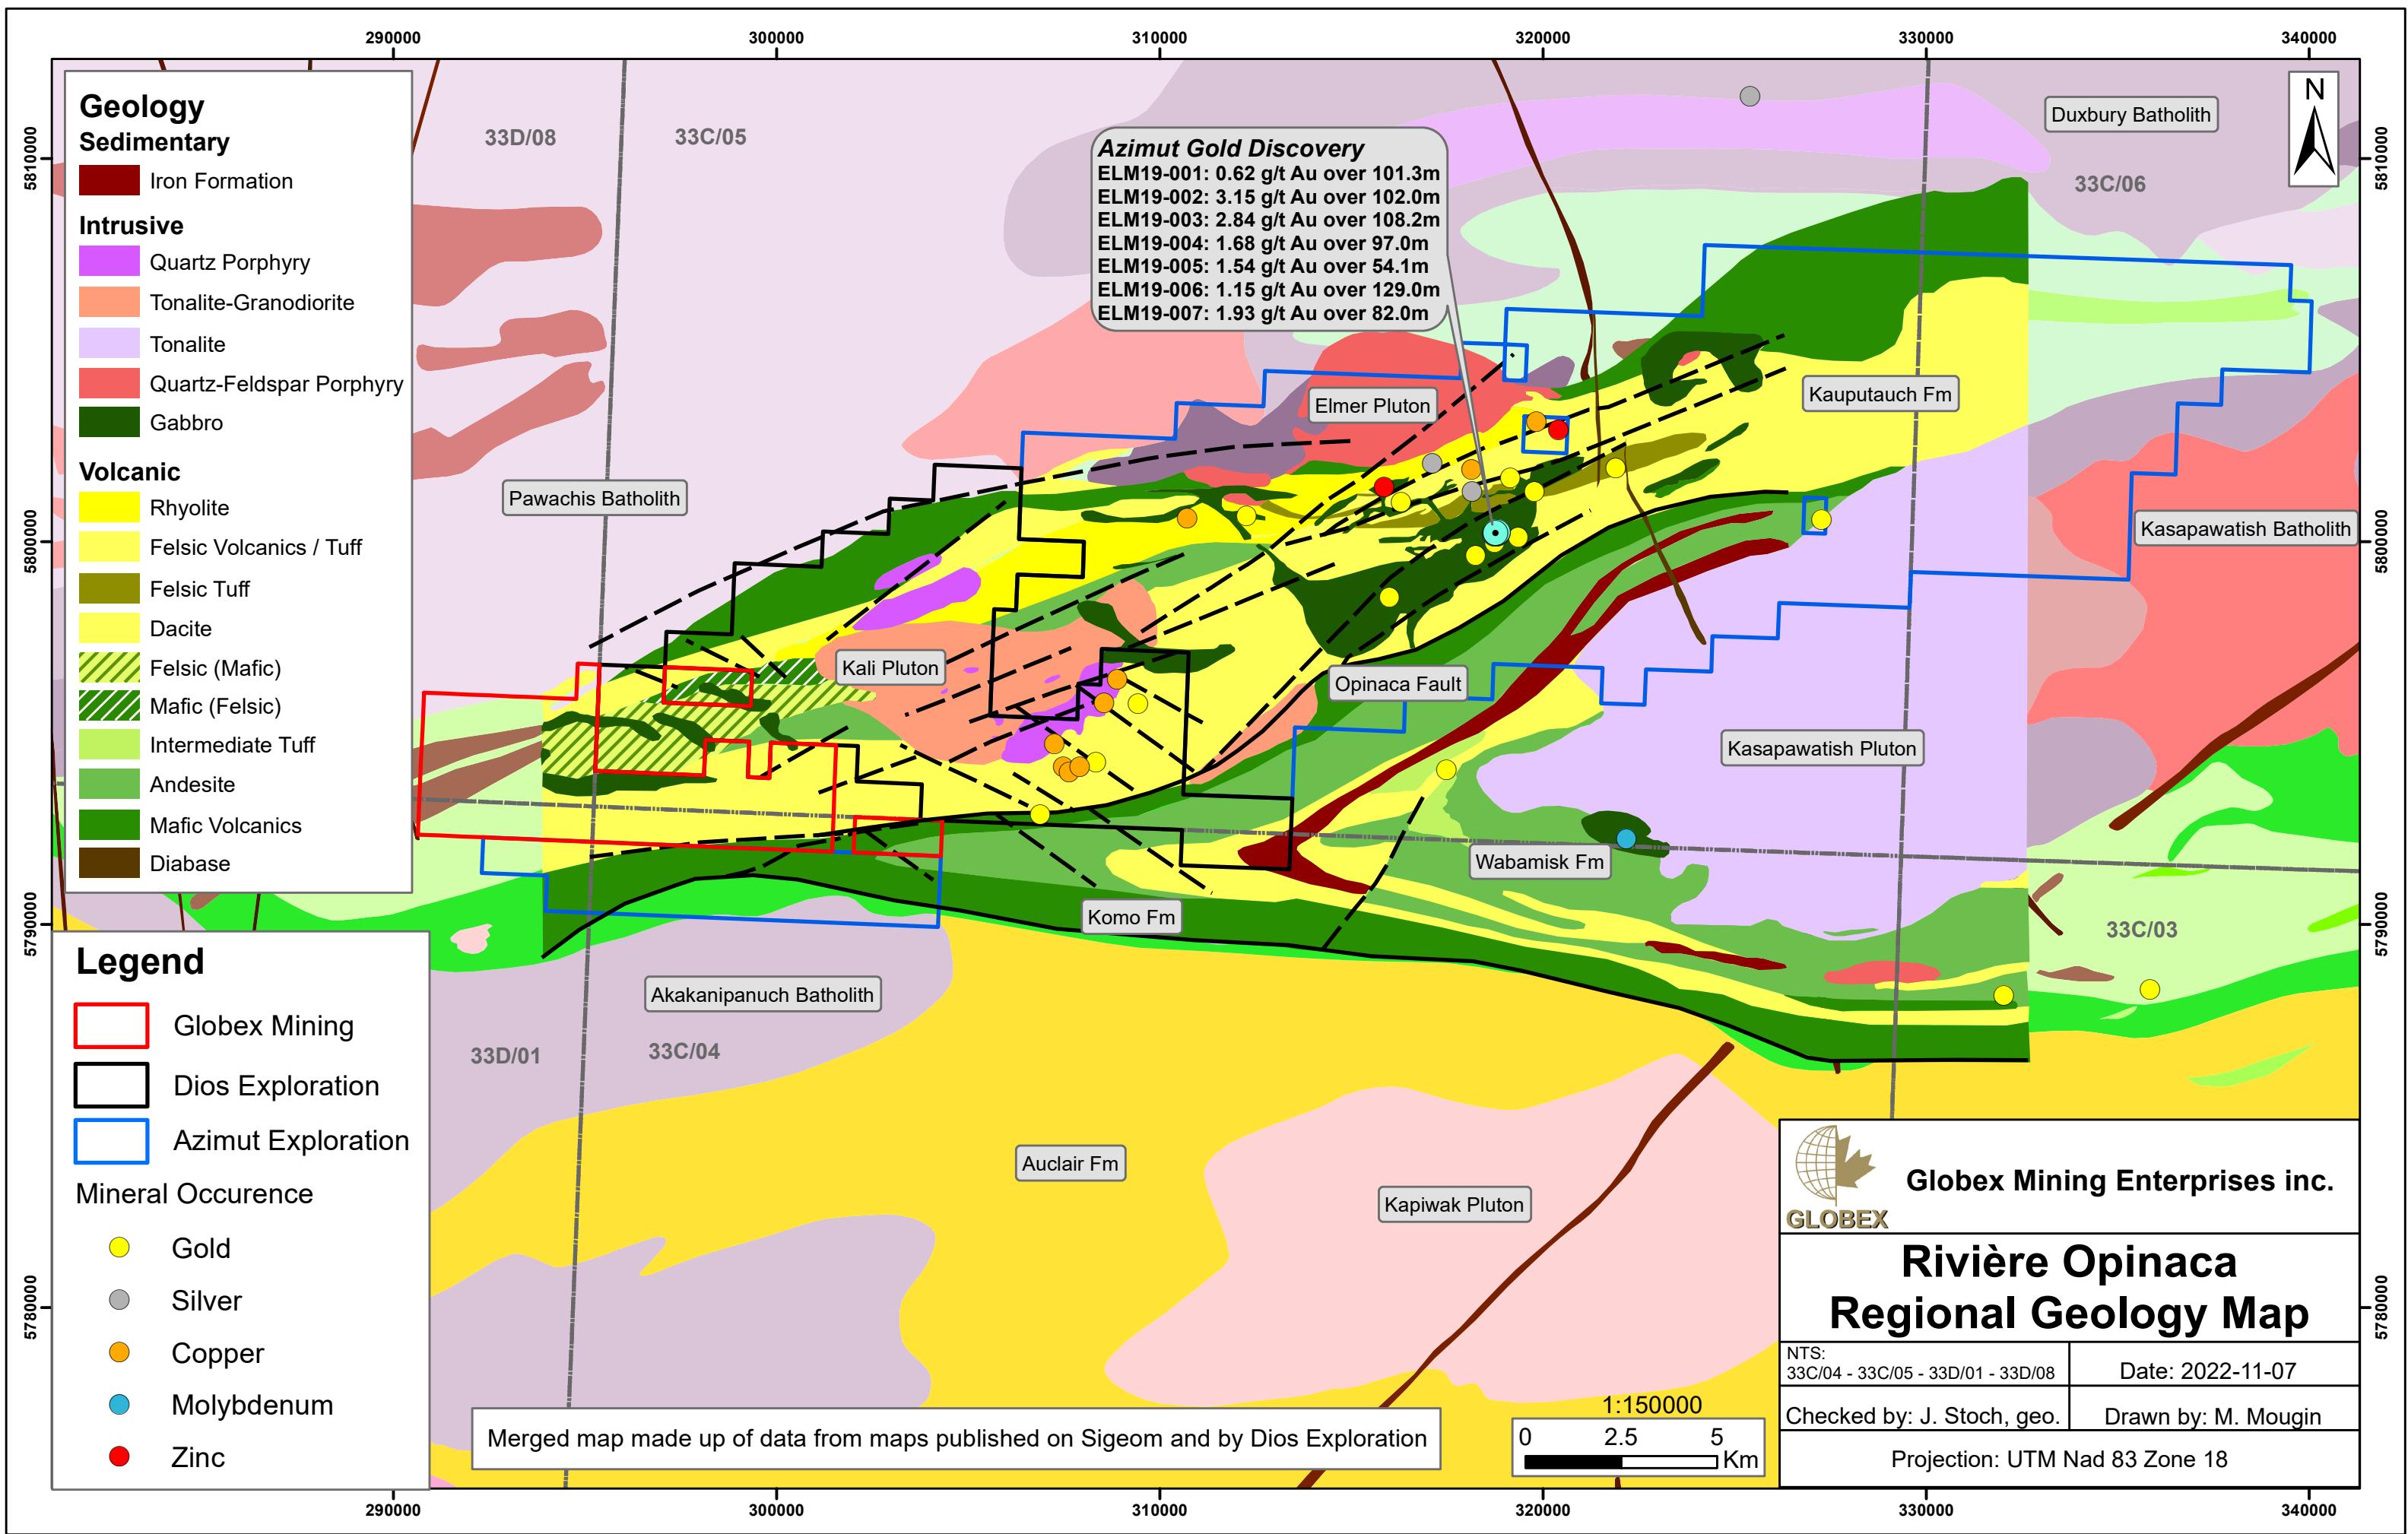 290000
300000
310000
320000
330000
340000
5810000
5800000
5790000
5780000
5810000
5800000
5790000
5780000
Geology
Sedimentary
Iron Formation
Intrusive
Quartz Porphyry
Tonalite-Granodiorite
Tonalite
Quartz-Feldspar Porphyry
Gabbro
Volcanic
Rhyolite
Felsic Volcanics / Tuff
Felsic Tuff
Dacite
Felsic (Mafic)
Mafic (Felsic)
Intermediate Tuff
Andesite
Mafic Volcanics
Diabase
33D/08
33C/05
Azimut Gold Discovery
ELM19-001: 0.62 g/t Au over 101.3m
ELM19-002: 3.15 g/t Au over 102.0m
ELM19-003: 2.84 g/t Au over 108.2m
ELM19-004: 1.68 g/t Au over 97.0m
ELM19-005: 1.54 g/t Au over 54.1m
ELM19-006: 1.15 g/t Au over 129.0m
ELM19-007: 1.93 g/t Au over 82.0m
Duxbury Batholith
33C/06
N
Kauputauch Fm
Elmer Pluton
Pawachis Batholith
Kasapawatish Batholith
Kali Pluton
Opinaca Fault
Kasapawatish Pluton
Wabamisk Fm
Komo Fm
33C/03
Akakanipanuch Batholith
33D/01
33C/04
Auclair Fm
Kapiwak Pluton
Legend
Globex Mining
Dios Exploration
Azimut Exploration
Mineral Occurence
Gold
Silver
Copper
Molybdenum
Zinc
Merged map made up of data from maps published on Sigeom and by Dios Exploration
1:150000
0 2.5 5
Km
GLOBEX
Globex Mining Enterprises inc.
Rivière Opinaca
Regional Geology Map
NTS:
33C/04 - 33C/05 - 33D/01 - 33D/08
Date: 2022-11-07
Checked by: J. Stoch, geo.
Drawn by: M. Mougin
Projection: UTM Nad 83 Zone 18
290000
300000
310000
320000
330000
340000